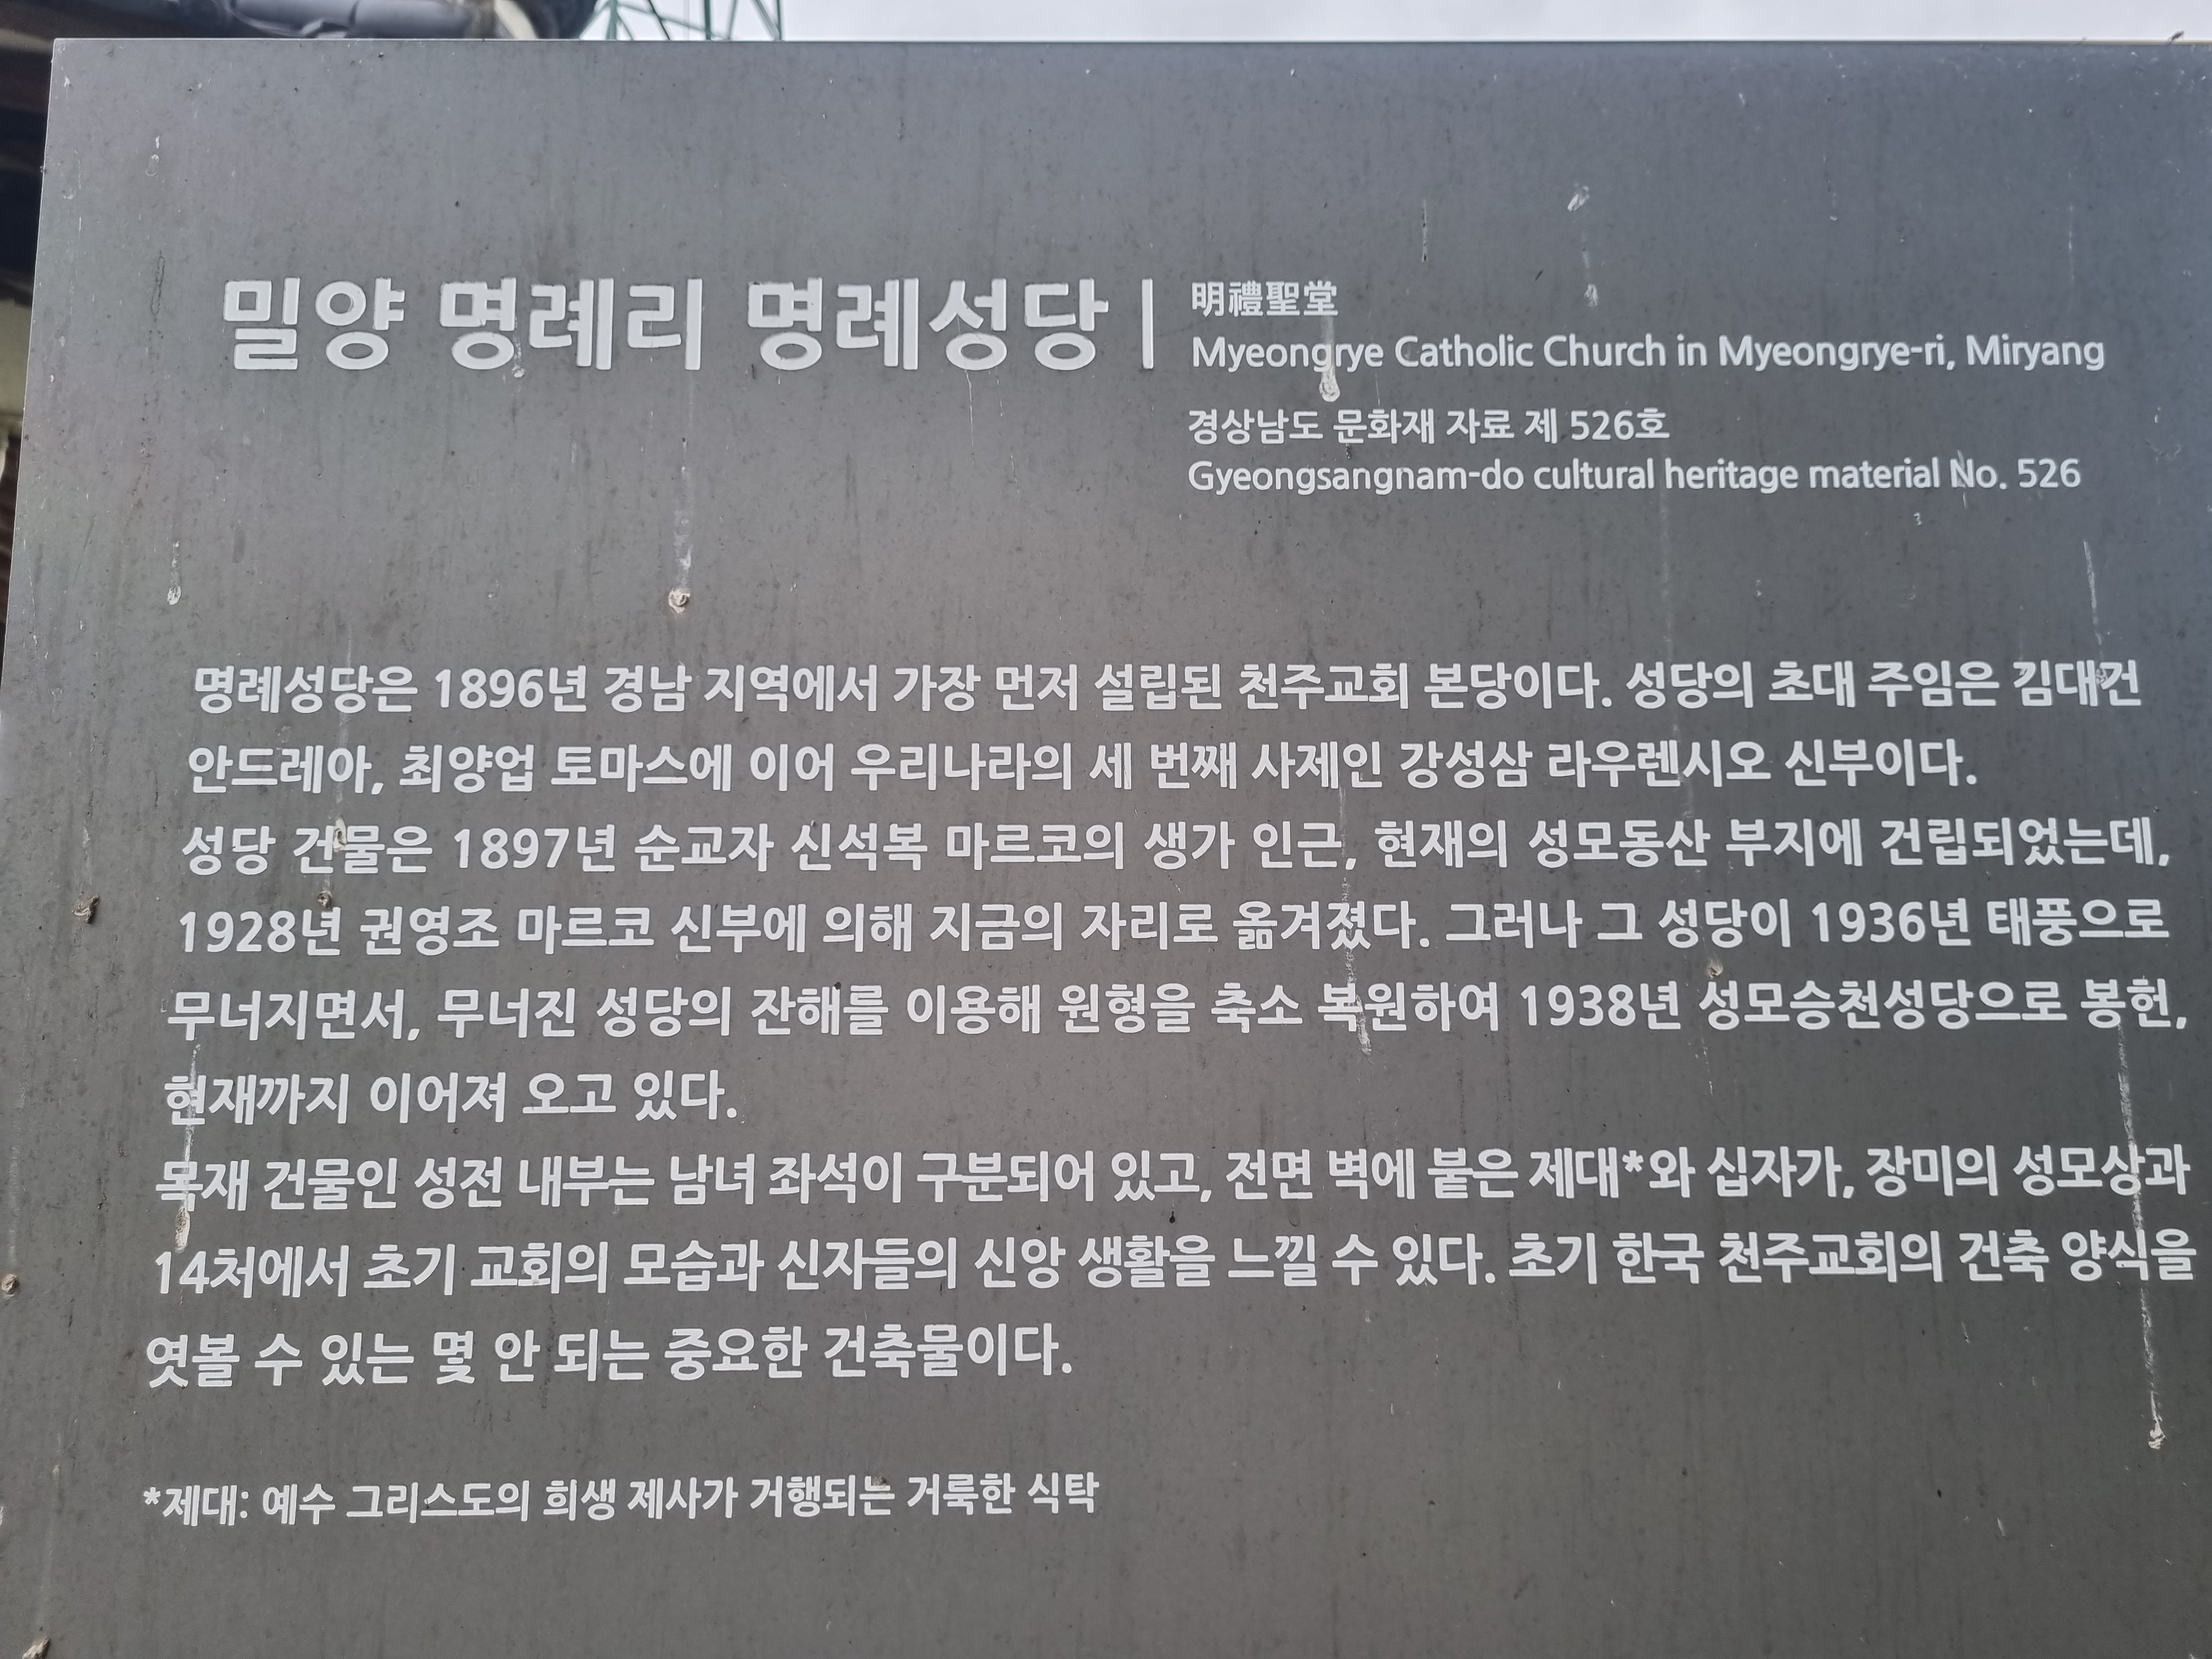 밀양 명례리 명례성당
明禮聖堂
Myeongrye Catholic Church in Myeongrye-ri, Miryang
경상남도 문화재 자료 제 526호
Gyeongsangnam-do cultural heritage material No. 526
명례성당은 1896년 경남 지역에서 가장 먼저 설립된 천주교회 본당이다. 성당의 초대 주임은 김대건
안드레아, 최양업 토마스에 이어 우리나라의 세 번째 사제인 강성삼 라우렌시오 신부이다.
성당 건물은 1897년 순교자 신석복 마르코의 생가 인근, 현재의 성모동산 부지에 건립되었는데,
1928년 권영조 마르코 신부에 의해 지금의 자리로 옮겨졌다. 그러나 그 성당이 1936년 태풍으로
무너지면서, 무너진 성당의 잔해를 이용해 원형을 축소 복원하여 1938년 성모승천성당으로 봉헌,
현재까지 이어져 오고 있다.
목재 건물인 성전 내부는 남녀 좌석이 구분되어 있고, 전면 벽에 붙은 제대*와 십자가, 장미의 성모상과
14처에서 초기 교회의 모습과 신자들의 신앙 생활을 느낄 수 있다. 초기 한국 천주교회의 건축 양식을
엿볼 수 있는 몇 안 되는 중요한 건축물이다.
*제대: 예수 그리스도의 희생 제사가 거행되는 거룩한 식탁